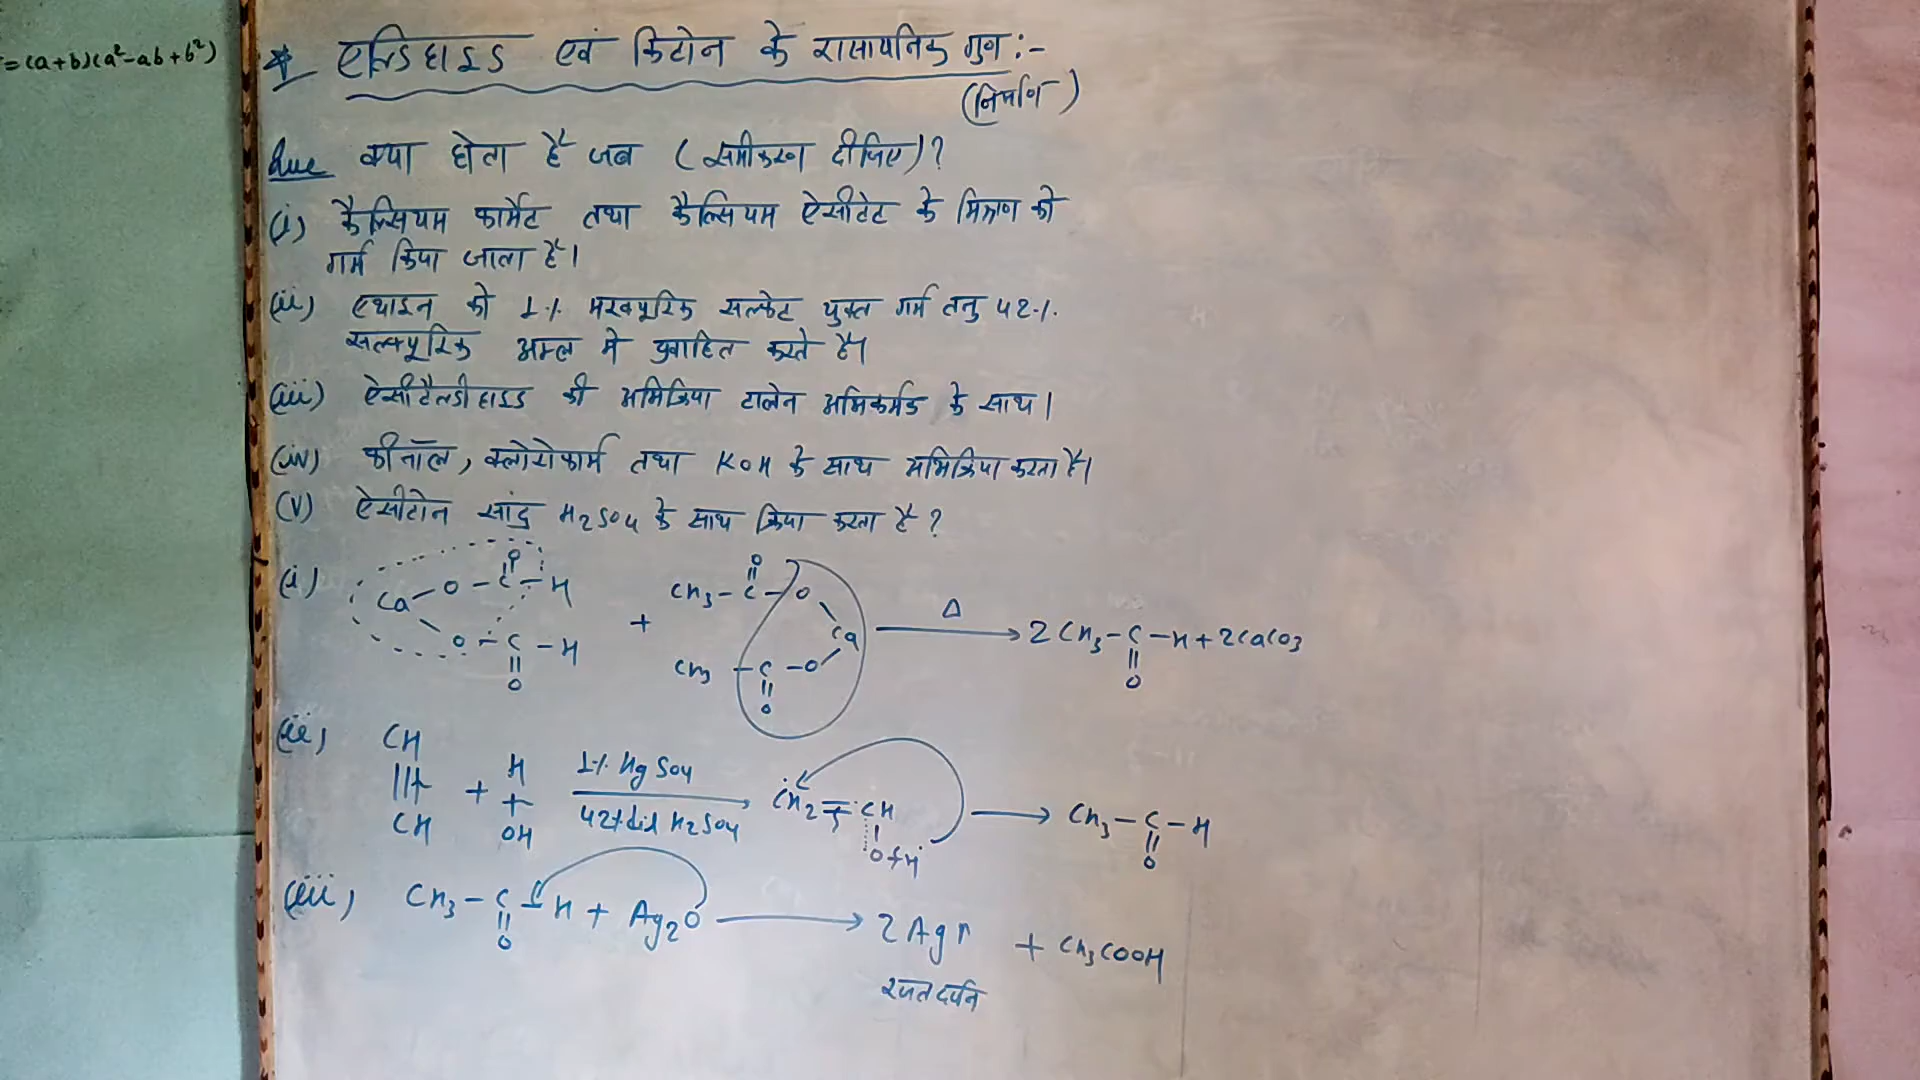 =(a+b)(a²-ab+b²)
* एल्डिहाइड एवं किटोन के रासायनिक गुण:-
(निर्माण)
Que क्या होता है जब (समीकरण दीजिए)?
(i) कैल्सियम फार्मेट तथा कैल्सियम ऐसीटेट के मिश्रण को
गर्म किया जाता है।
(ii) एथाइन को 1% मरक्यूरिक सल्फेट युक्त गर्म तनु 42%
सल्फ्यूरिक अम्ल मे प्रवाहित करते है।
(iii) ऐसीटैल्डीहाइड की अभिक्रिया टालेन अभिकर्मक के साथ।
(iv) फीनॉल, क्लोरोफार्म तथा KOH के साथ अभिक्रिया करता है।
(V) ऐसीटोन सांद्र H₂SO₄ के साथ क्रिया करता है?
O O
(i) Ca-O-C-H + CH₃-C-O Δ
Ca → 2CH₃-C-H+2CaCO₃
O-C-H CH₃-C-O O
O O
(ii) CH H 1% HgSO₄
||| + + CH₂=CH → CH₃-C-H
CH OH 42% dil H₂SO₄ OH O
(iii) CH₃-C-H + Ag₂O → 2Ag↑ + CH₃COOH
O रजत दर्पन